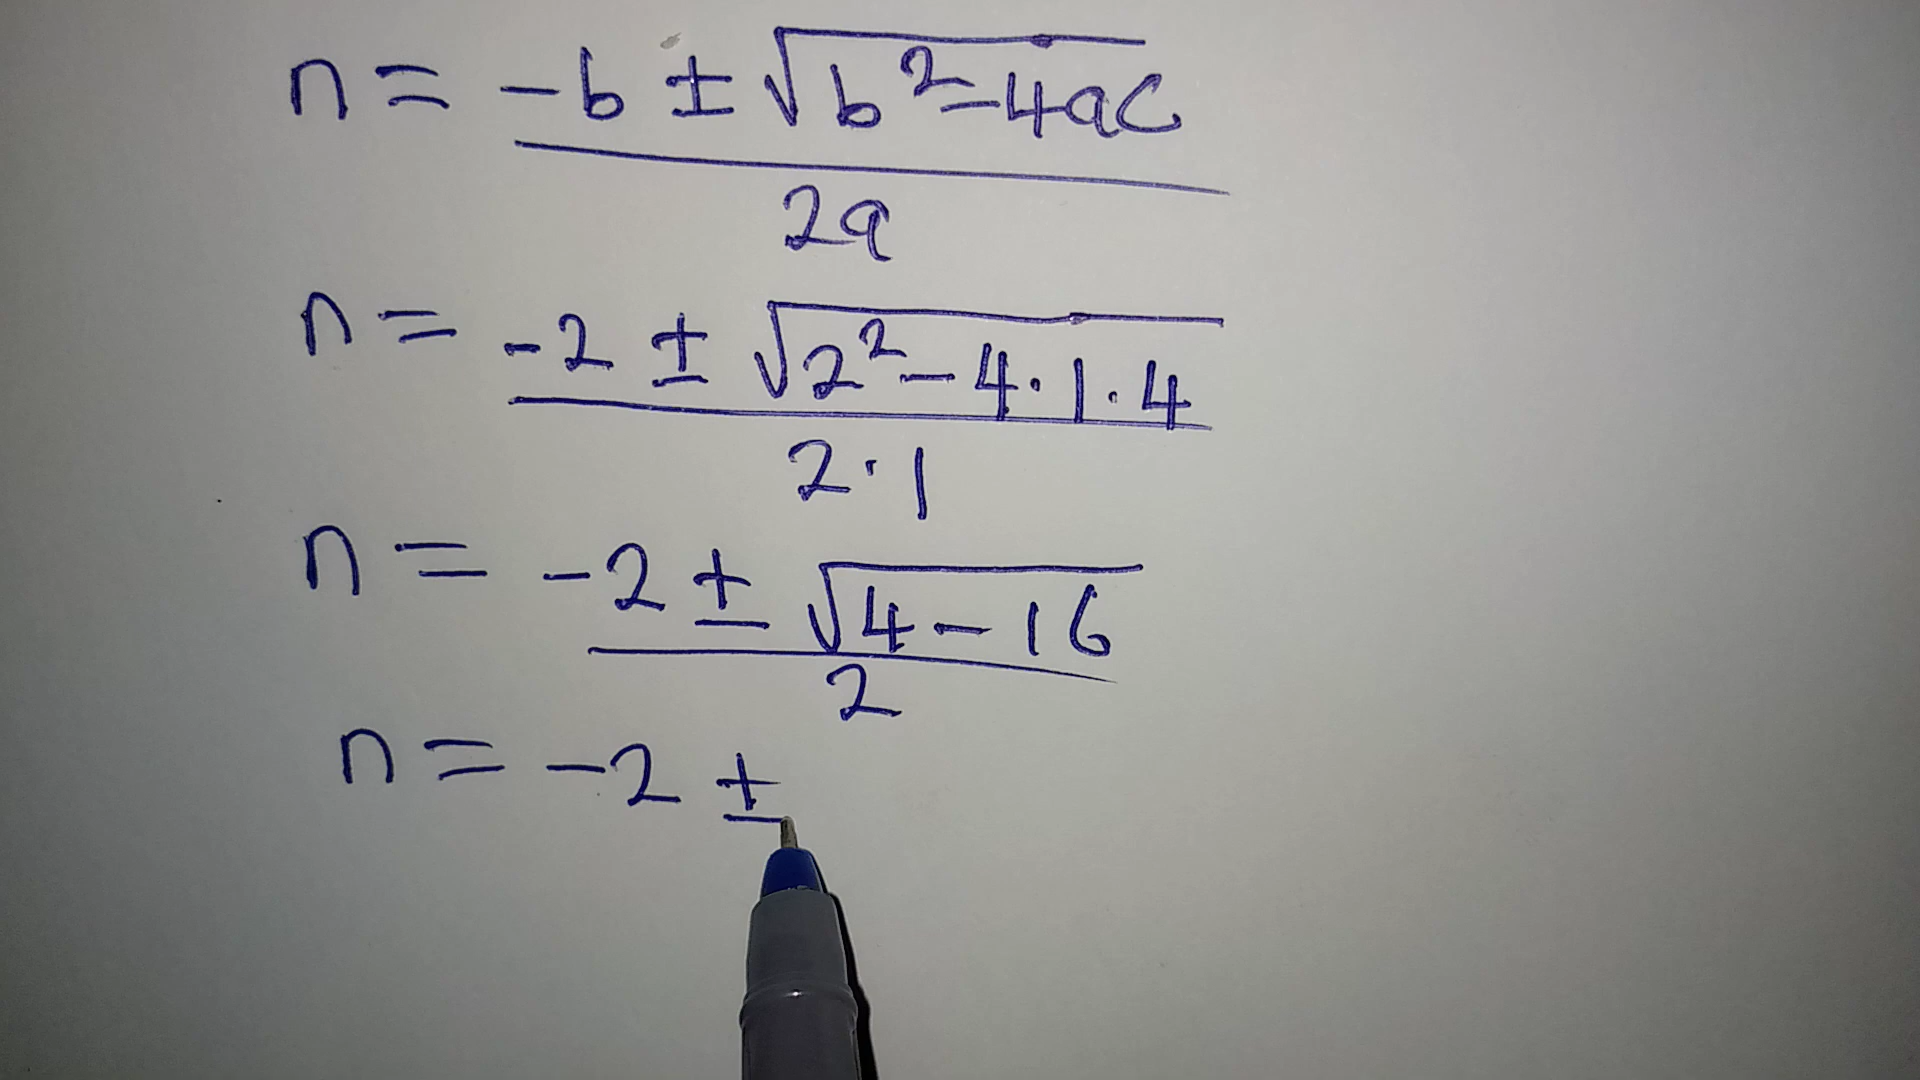 n = -b ± √b²-4ac
2a
n = -2 ± √2²-4·1·4
2·1
n = -2 ± √4-16
2
n = -2 ±